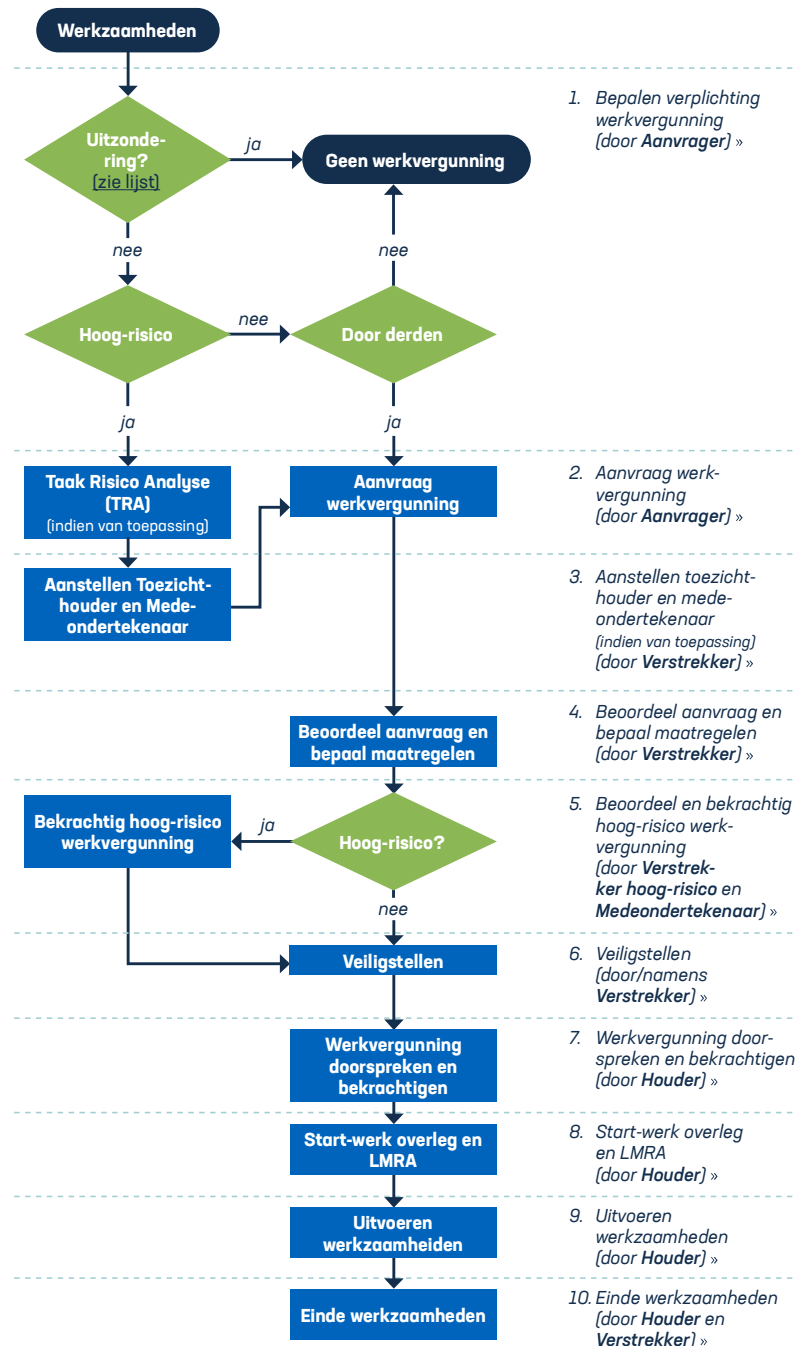 Werkzaamheden
1. Bepalen verplichting
werkvergunning
(door Aanvrager) »
Uitzonde-
ring?
(zie lijst)
ja
Geen werkvergunning
nee
nee
Hoog-risico
nee
Door derden
ja
ja
Taak Risico Analyse
(TRA)
(indien van toepassing)
Aanvraag
werkvergunning
2. Aanvraag werk-
vergunning
(door Aanvrager) »
Aanstellen Toezicht-
houder en Mede-
ondertekenaar
3. Aanstellen toezicht-
houder en mede-
ondertekenaar
(indien van toepassing)
(door Verstrekker) »
Beoordeel aanvraag en
bepaal maatregelen
4. Beoordeel aanvraag en
bepaal maatregelen
(door Verstrekker) »
Bekrachtig hoog-risico
werkvergunning
ja
Hoog-risico?
nee
5. Beoordeel en bekrachtig
hoog-risico werk-
vergunning
(door Verstrek-
ker hoog-risico en
Medeondertekenaar) »
Veiligstellen
6. Veiligstellen
(door/namens
Verstrekker) »
Werkvergunning
doorspreken en
bekrachtigen
7. Werkvergunning door-
spreken en bekrachtigen
(door Houder) »
Start-werk overleg en
LMRA
8. Start-werk overleg
en LMRA
(door Houder) »
Uitvoeren
werkzaamheiden
9. Uitvoeren
werkzaamheden
(door Houder) »
Einde werkzaamheden
10. Einde werkzaamheden
(door Houder en
Verstrekker) »